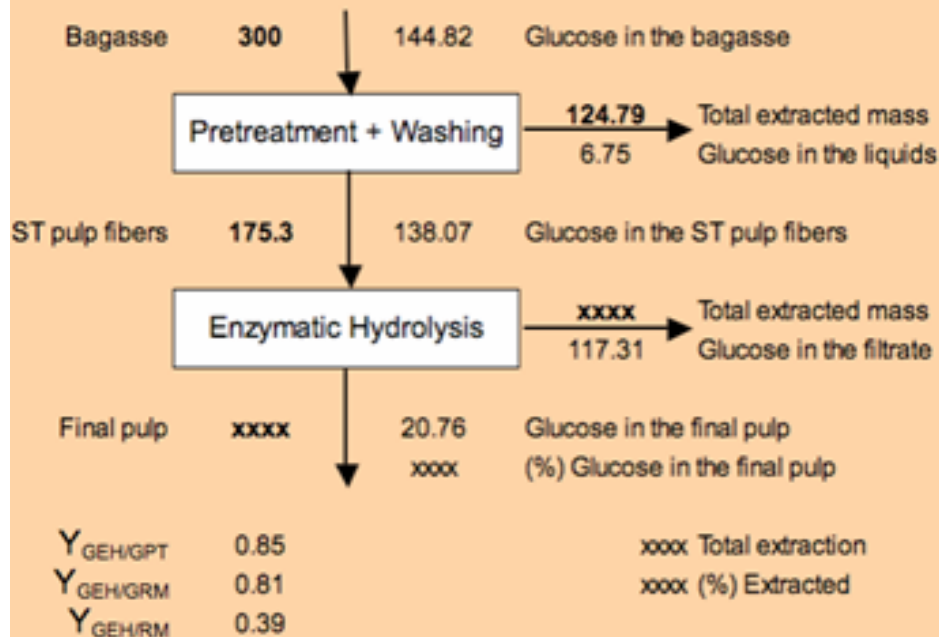 Bagasse 300 144.82 Glucose in the bagasse
Pretreatment + Washing
124.79 Total extracted mass
6.75 Glucose in the liquids
ST pulp fibers 175.3 138.07 Glucose in the ST pulp fibers
Enzymatic Hydrolysis
xxxx Total extracted mass
117.31 Glucose in the filtrate
Final pulp xxxx 20.76 Glucose in the final pulp
xxxx (%) Glucose in the final pulp
YGEH/GPT 0.85 xxxx Total extraction
YGEH/GRM 0.81 xxxx (%) Extracted
YGEH/RM 0.39